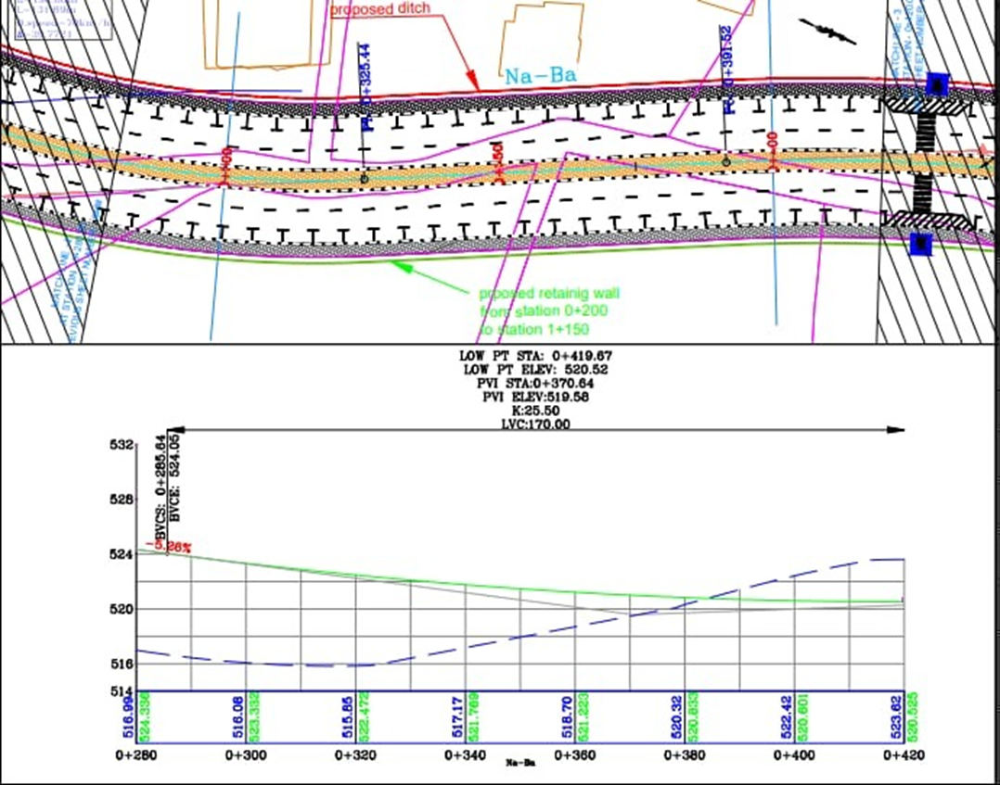 proposed ditch
Na-Ba
0+325.44
0+391.52
proposed retainig wall
from station 0+200
to station 1+150
LOW PT STA: 0+419.67
LOW PT ELEV: 520.52
PVI STA:0+370.64
PVI ELEV:519.58
K:25.50
LVC:170.00
BVCS: 0+285.64
BVCE: 524.05
-5.26%
532
528
524
520
516
514
516.99 524.336 516.08 523.332 515.85 522.472 517.17 521.769 518.70 521.223 520.32 520.833 522.42 520.601 523.62 520.525
0+280 0+300 0+320 0+340 0+360 0+380 0+400 0+420
Na-Ba